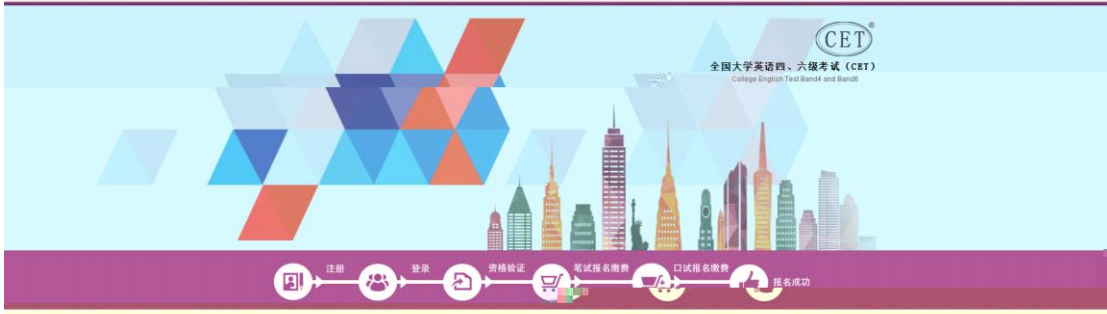 CET®
全国大学英语四、六级考试（CET）
College English Test Band4 and Band6
注册
登录
资格验证
笔试报名缴费
口试报名缴费
报名成功